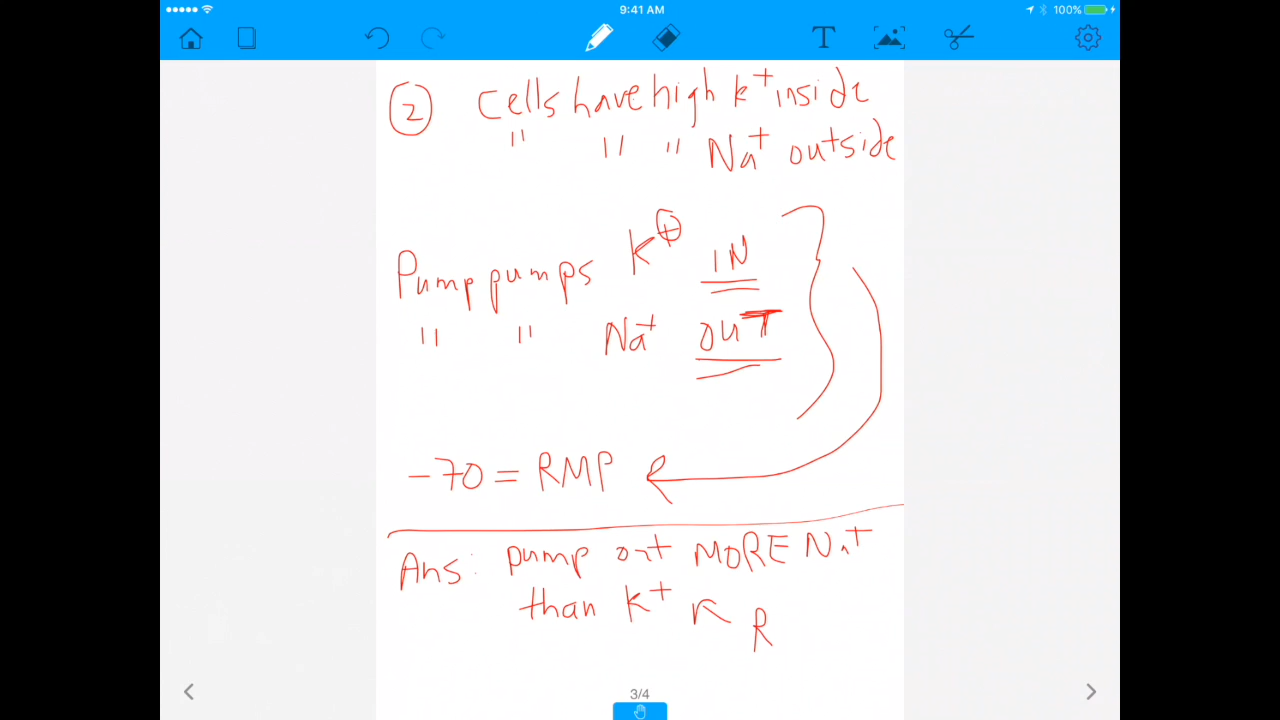 9:41 AM
100%
T
2 Cells have high K+ inside
" " " Na+ outside
Pump pumps K+ IN
" " Na+ OUT
-70 = RMP
Ans: pump out MORE Na+
than K+ R
3/4